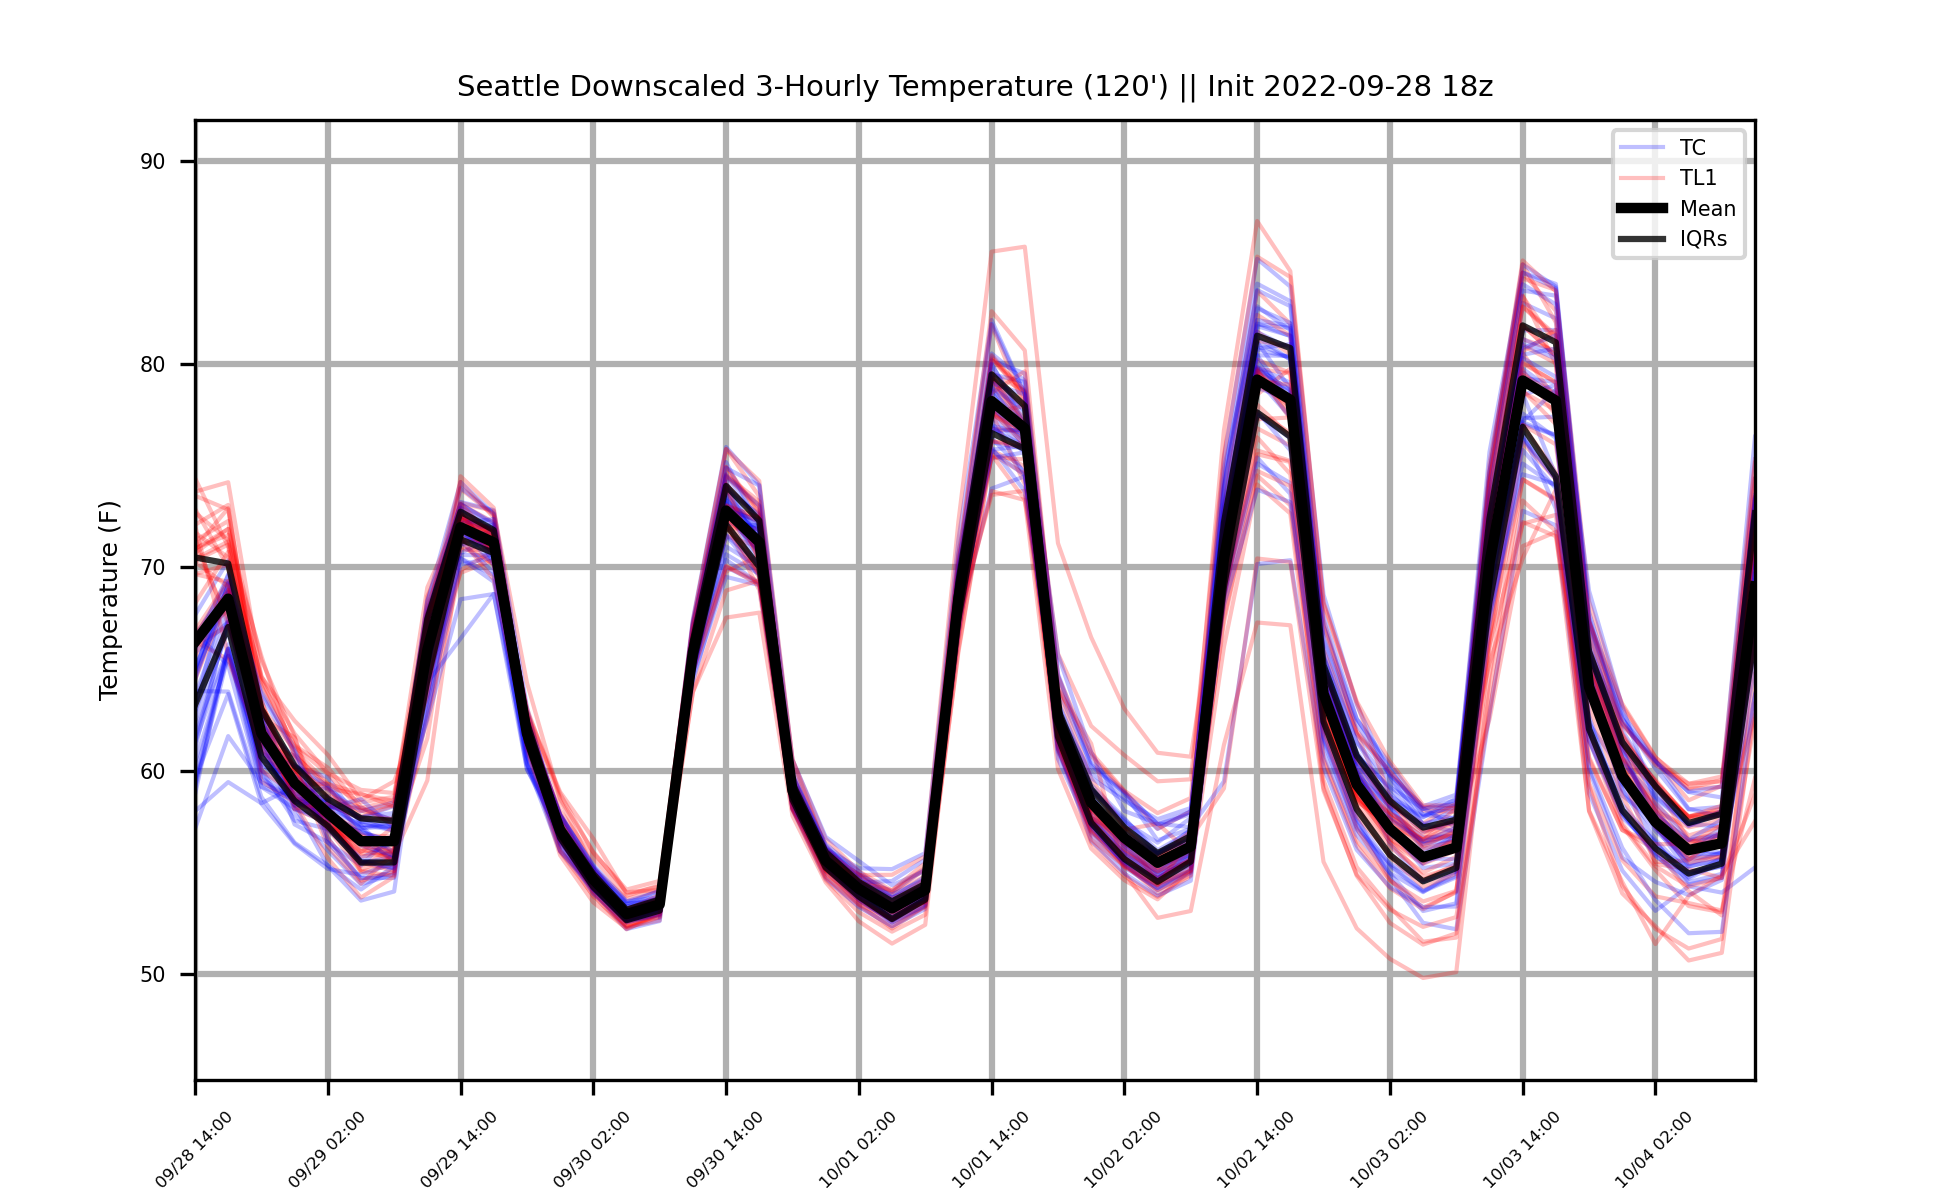 Seattle Downscaled 3-Hourly Temperature (120') || Init 2022-09-28 18z
TC
TL1
Mean
IQRs
Temperature (F)
90
80
70
60
50
09/28 14:00
09/29 02:00
09/29 14:00
09/30 02:00
09/30 14:00
10/01 02:00
10/01 14:00
10/02 02:00
10/02 14:00
10/03 02:00
10/03 14:00
10/04 02:00